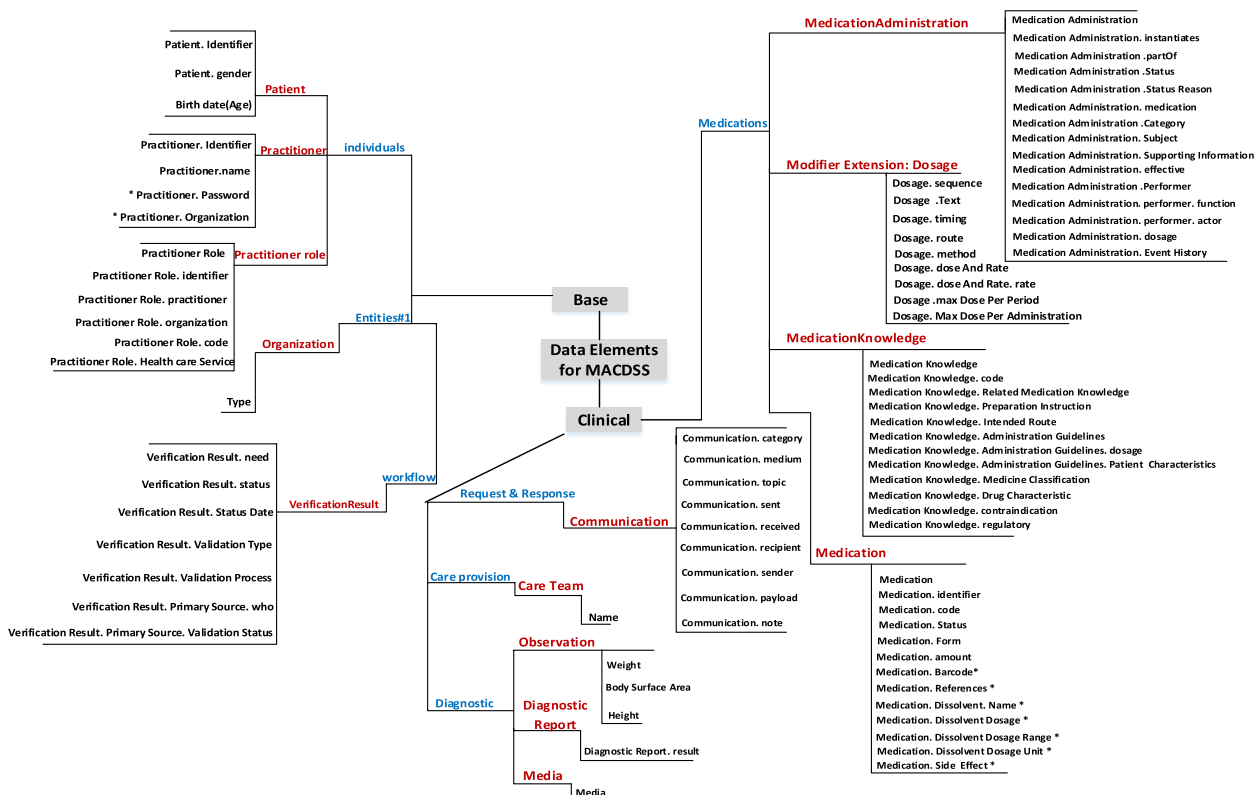 Patient. Identifier
Patient. gender
Patient
Birth date(Age)
Practitioner. Identifier
Practitioner
individuals
Practitioner.name
* Practitioner. Password
* Practitioner. Organization
Practitioner Role
Practitioner role
Practitioner Role. identifier
Practitioner Role. practitioner
Practitioner Role. organization
Practitioner Role. code
Practitioner Role. Health care Service
Entities#1
Organization
Type
Verification Result. need
workflow
Verification Result. status
VerificationResult
Verification Result. Status Date
Verification Result. Validation Type
Verification Result. Validation Process
Verification Result. Primary Source. who
Verification Result. Primary Source. Validation Status
Base
Data Elements
for MACDSS
Clinical
Request & Response
Communication
Communication. category
Communication. medium
Communication. topic
Communication. sent
Communication. received
Communication. recipient
Communication. sender
Communication. payload
Communication. note
Care provision
Care Team
Name
Diagnostic
Observation
Weight
Body Surface Area
Height
Diagnostic
Report
Diagnostic Report. result
Media
Media
Medications
MedicationAdministration
Medication Administration
Medication Administration. instantiates
Medication Administration .partOf
Medication Administration .Status
Medication Administration .Status Reason
Medication Administration. medication
Medication Administration .Category
Medication Administration. Subject
Medication Administration. Supporting Information
Medication Administration. effective
Medication Administration .Performer
Medication Administration. performer. function
Medication Administration. performer. actor
Medication Administration. dosage
Medication Administration. Event History
Modifier Extension: Dosage
Dosage. sequence
Dosage .Text
Dosage. timing
Dosage. route
Dosage. method
Dosage. dose And Rate
Dosage. dose And Rate. rate
Dosage .max Dose Per Period
Dosage. Max Dose Per Administration
MedicationKnowledge
Medication Knowledge
Medication Knowledge. code
Medication Knowledge. Related Medication Knowledge
Medication Knowledge. Preparation Instruction
Medication Knowledge. Intended Route
Medication Knowledge. Administration Guidelines
Medication Knowledge. Administration Guidelines. dosage
Medication Knowledge. Administration Guidelines. Patient Characteristics
Medication Knowledge. Medicine Classification
Medication Knowledge. Drug Characteristic
Medication Knowledge. contraindication
Medication Knowledge. regulatory
Medication
Medication
Medication. identifier
Medication. code
Medication. Status
Medication. Form
Medication. amount
Medication. Barcode*
Medication. References *
Medication. Dissolvent. Name *
Medication. Dissolvent Dosage *
Medication. Dissolvent Dosage Range *
Medication. Dissolvent Dosage Unit *
Medication. Side Effect *